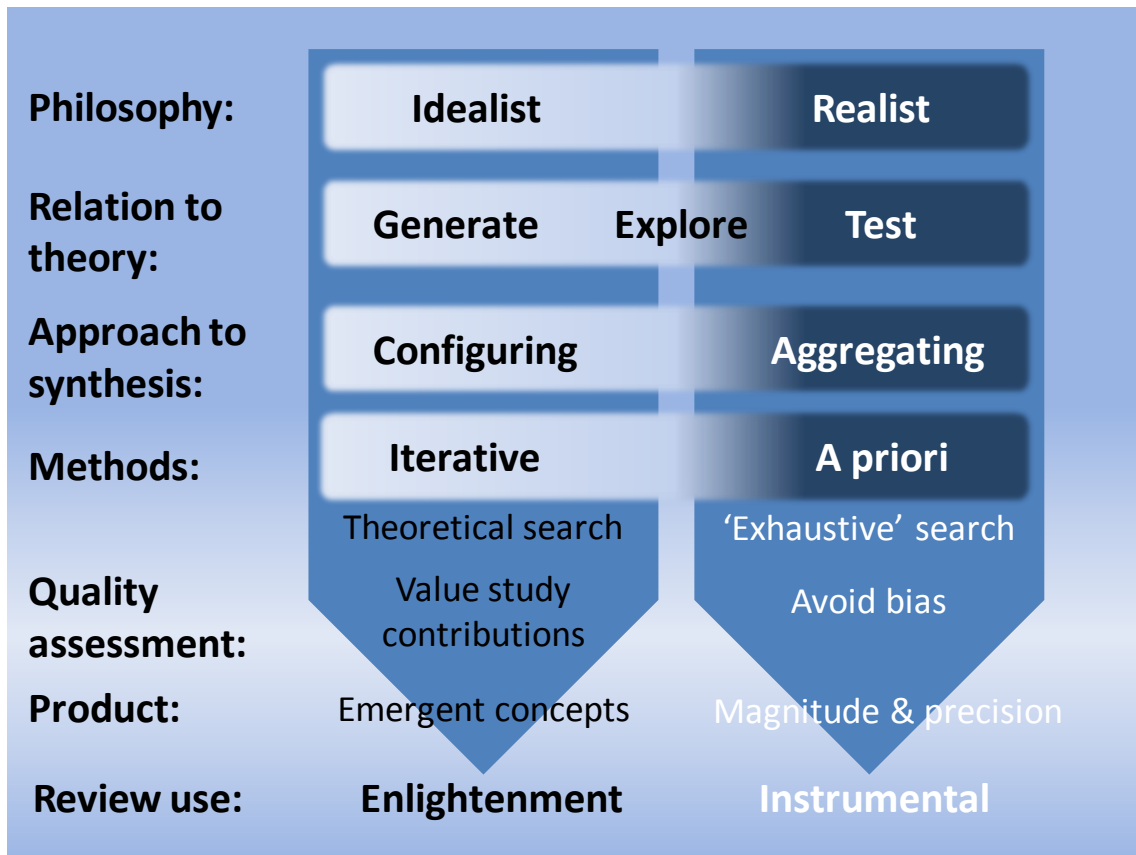 Philosophy: Idealist Realist
Relation to
theory: Generate Explore Test
Approach to
synthesis: Configuring Aggregating
Methods: Iterative A priori
Theoretical search ‘Exhaustive’ search
Quality
assessment: Value study
contributions Avoid bias
Product: Emergent concepts Magnitude & precision
Review use: Enlightenment Instrumental